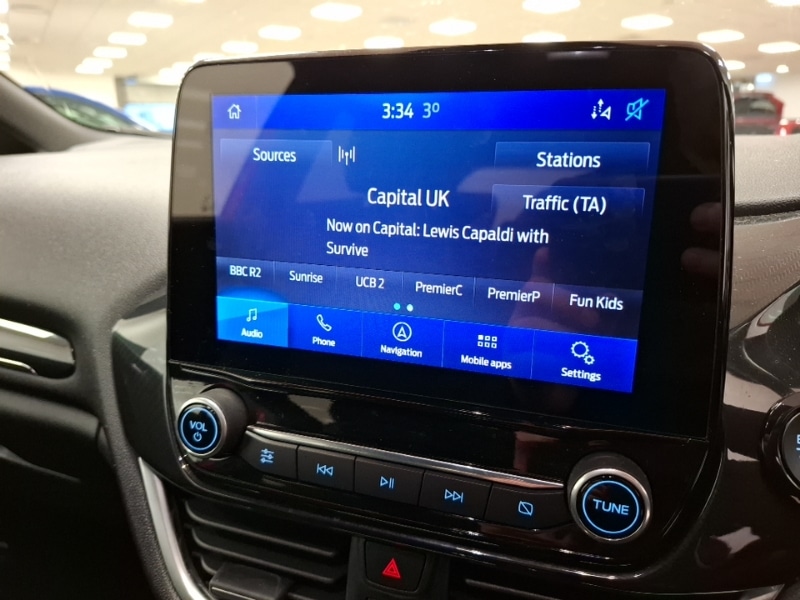 3:34 3°
Sources
Stations
Capital UK
Traffic (TA)
Now on Capital: Lewis Capaldi with
Survive
BBC R2 Sunrise UCB 2 PremierC PremierP Fun Kids
Audio Phone Navigation Mobile apps Settings
VOL
TUNE